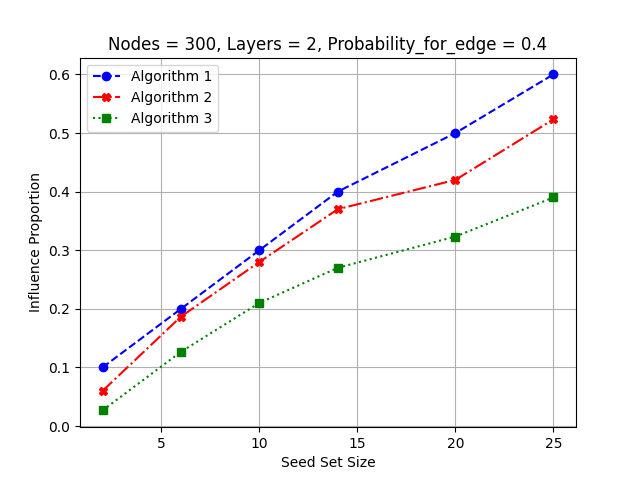 Nodes = 300, Layers = 2, Probability_for_edge = 0.4
Algorithm 1
Algorithm 2
Algorithm 3
Influence Proportion
0.6
0.5
0.4
0.3
0.2
0.1
0.0
5 10 15 20 25
Seed Set Size